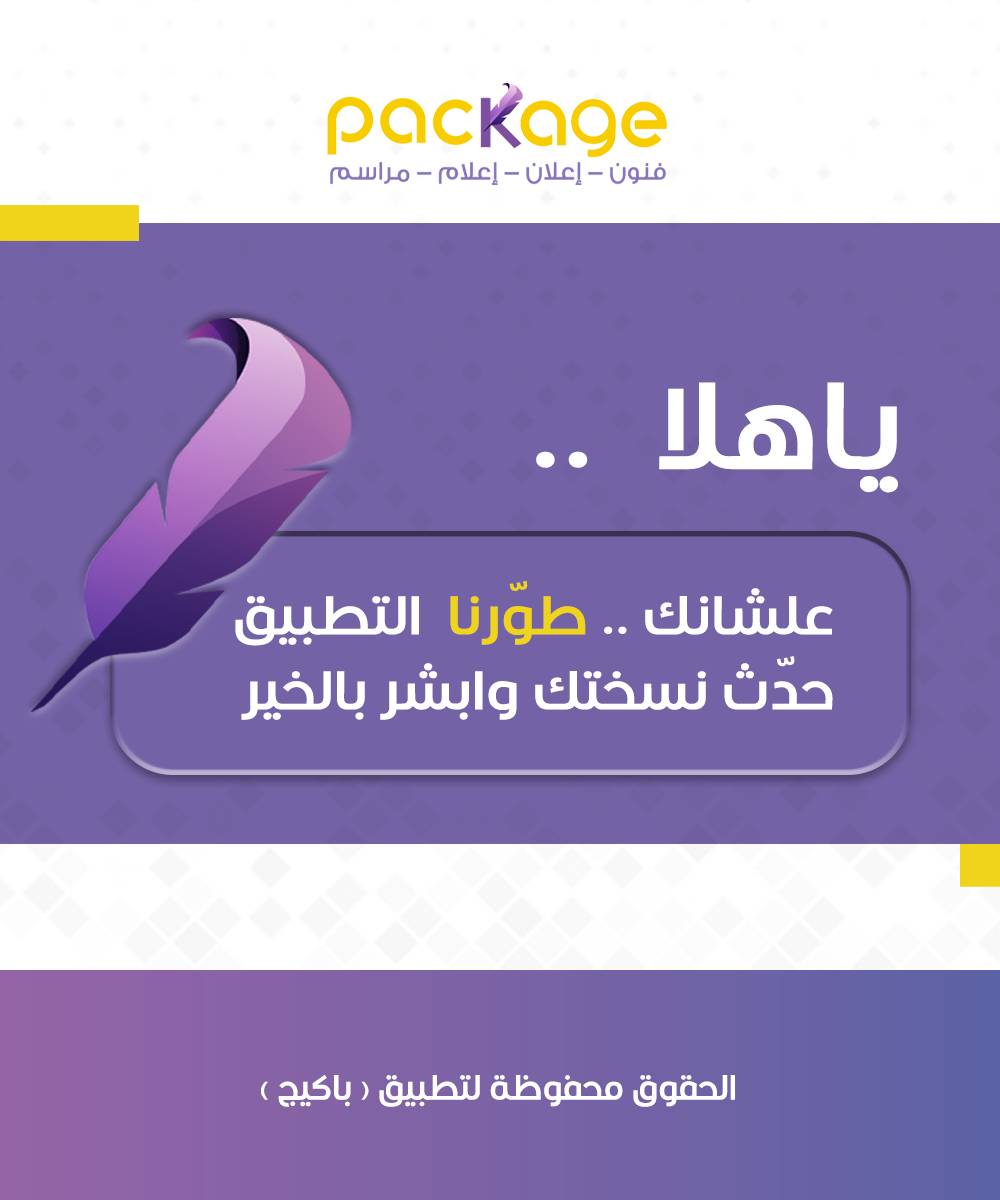 package
فنون – إعلان – إعلام – مراسم
ياهلا ..
علشانك .. طوّرنا التطبيق
حدّث نسختك وابشر بالخير
الحقوق محفوظة لتطبيق ( باكيج )